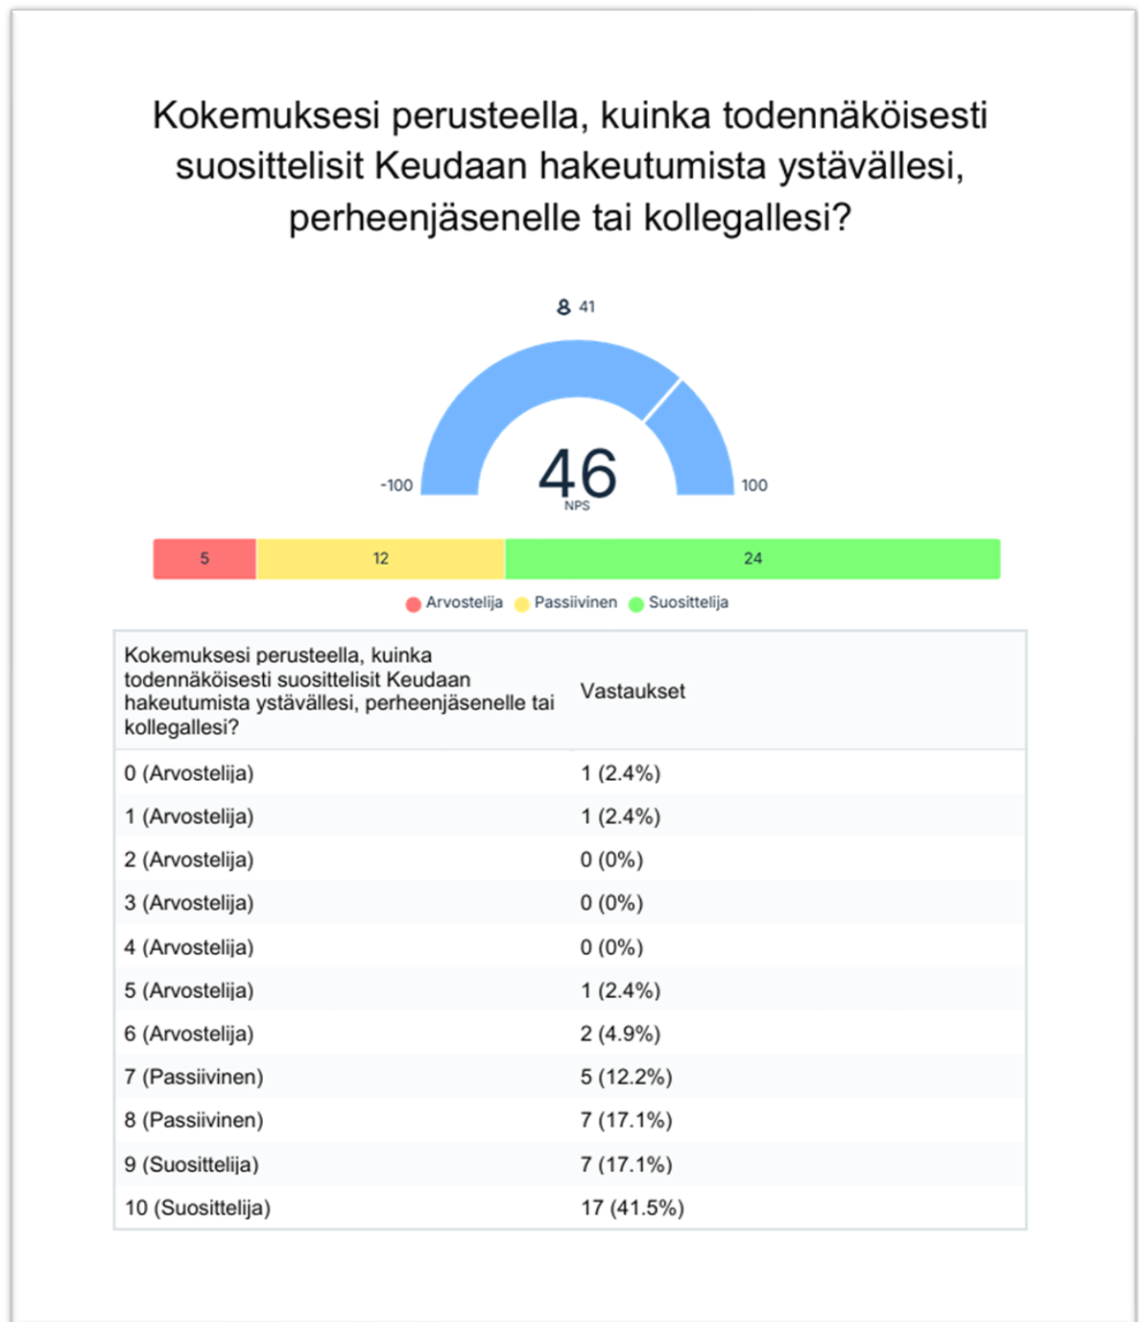 Kokemuksesi perusteella, kuinka todennäköisesti
suosittelisit Keudaan hakeutumista ystävällesi,
perheenjäsenelle tai kollegallesi?
41
46
NPS
-100
100
5
12
24
Arvostelija
Passiivinen
Suosittelija
Kokemuksesi perusteella, kuinka
todennäköisesti suosittelisit Keudaan
hakeutumista ystävällesi, perheenjäsenelle tai
kollegallesi?
Vastaukset
0 (Arvostelija) 1 (2.4%)
1 (Arvostelija) 1 (2.4%)
2 (Arvostelija) 0 (0%)
3 (Arvostelija) 0 (0%)
4 (Arvostelija) 0 (0%)
5 (Arvostelija) 1 (2.4%)
6 (Arvostelija) 2 (4.9%)
7 (Passiivinen) 5 (12.2%)
8 (Passiivinen) 7 (17.1%)
9 (Suosittelija) 7 (17.1%)
10 (Suosittelija) 17 (41.5%)